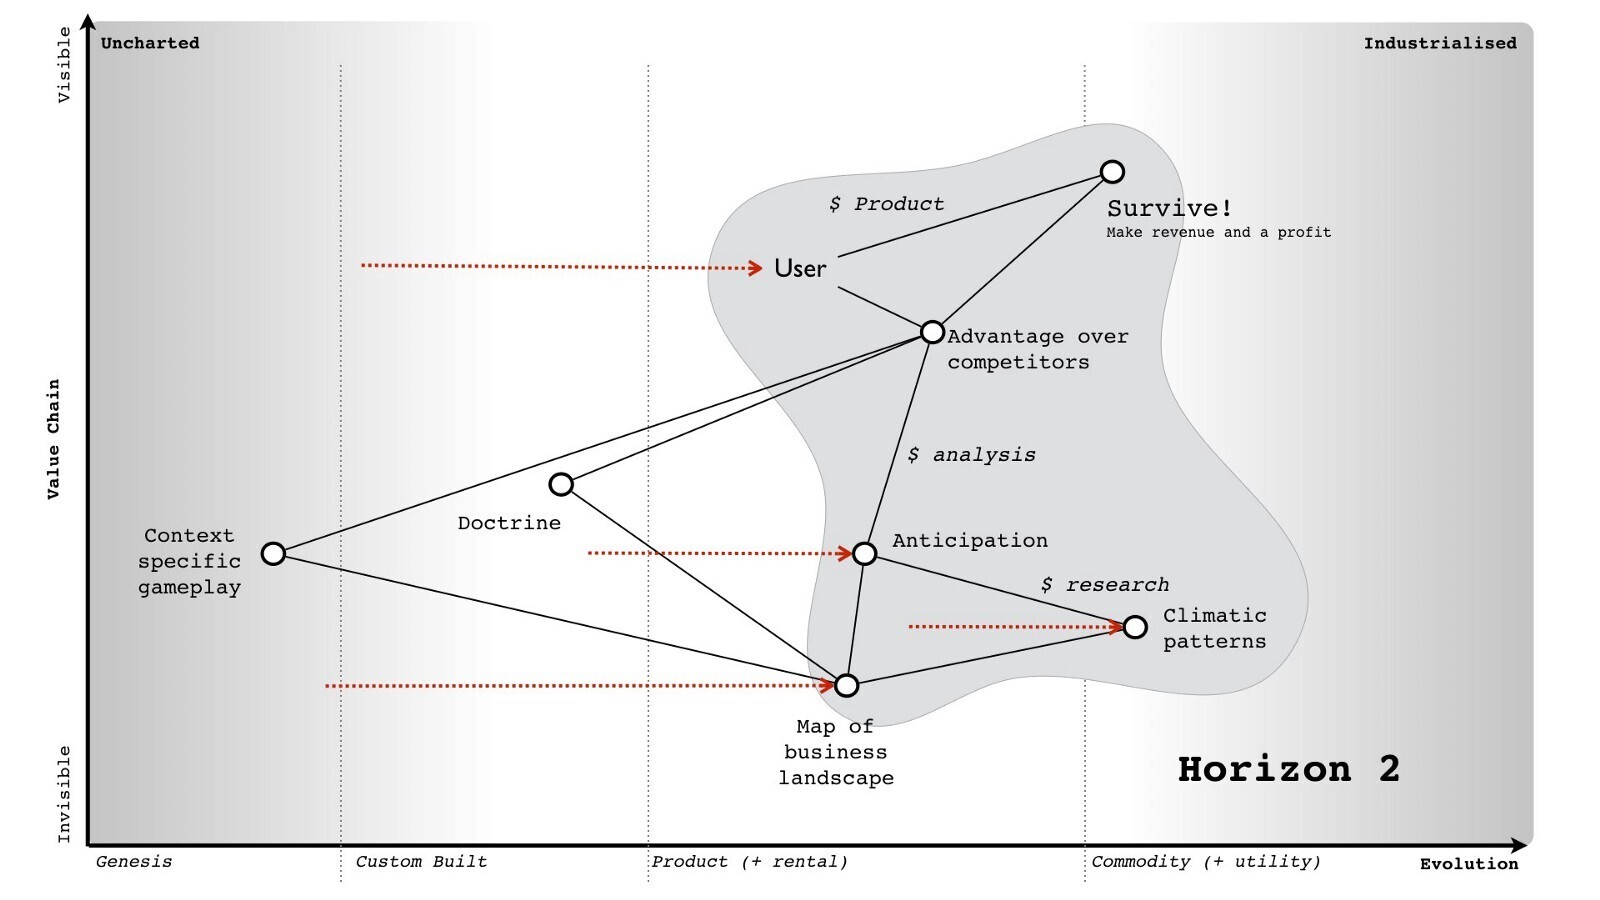 Visible
Uncharted
Industrialised
$ Product
Survive!
Make revenue and a profit
User
Advantage over
competitors
Value Chain
$ analysis
Doctrine
Context
specific
gameplay
Anticipation
$ research
Climatic
patterns
Map of
business
landscape
Horizon 2
Invisible
Genesis
Custom Built
Product (+ rental)
Commodity (+ utility)
Evolution